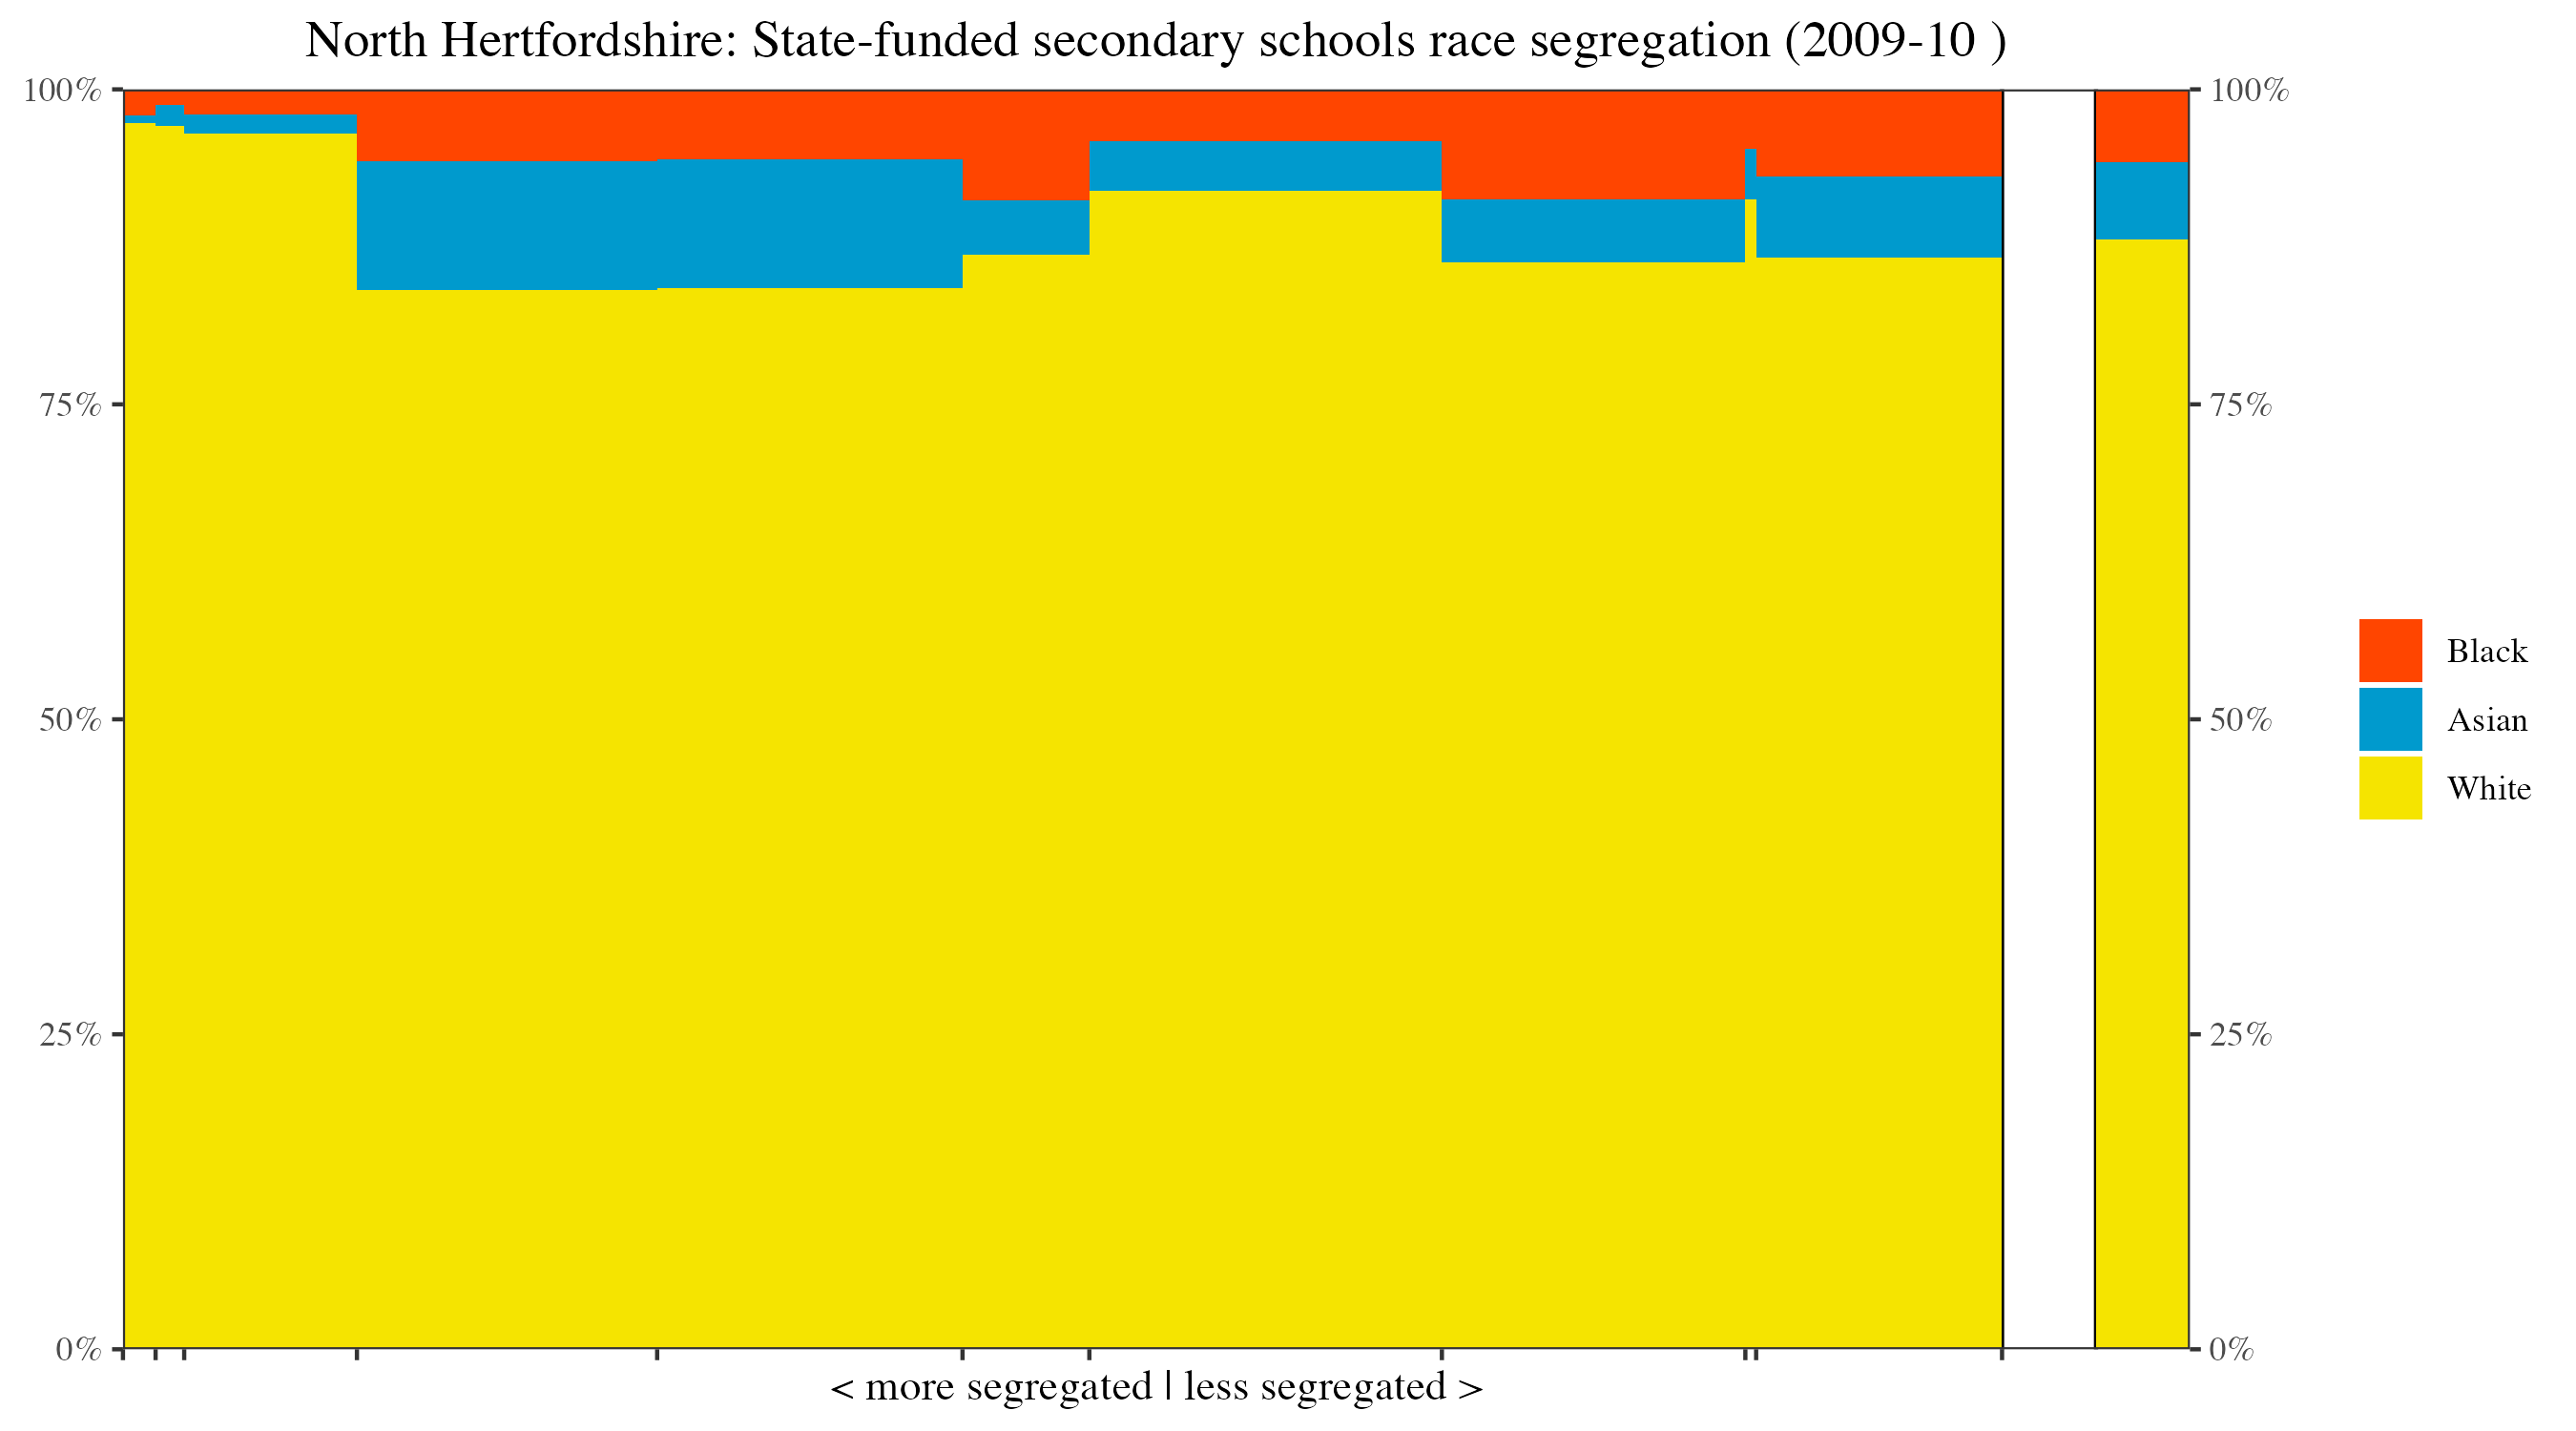 North Hertfordshire: State-funded secondary schools race segregation (2009-10 )
100% 100%
75% 75%
50% 50%
25% 25%
0% 0%
Black
Asian
White
< more segregated | less segregated >